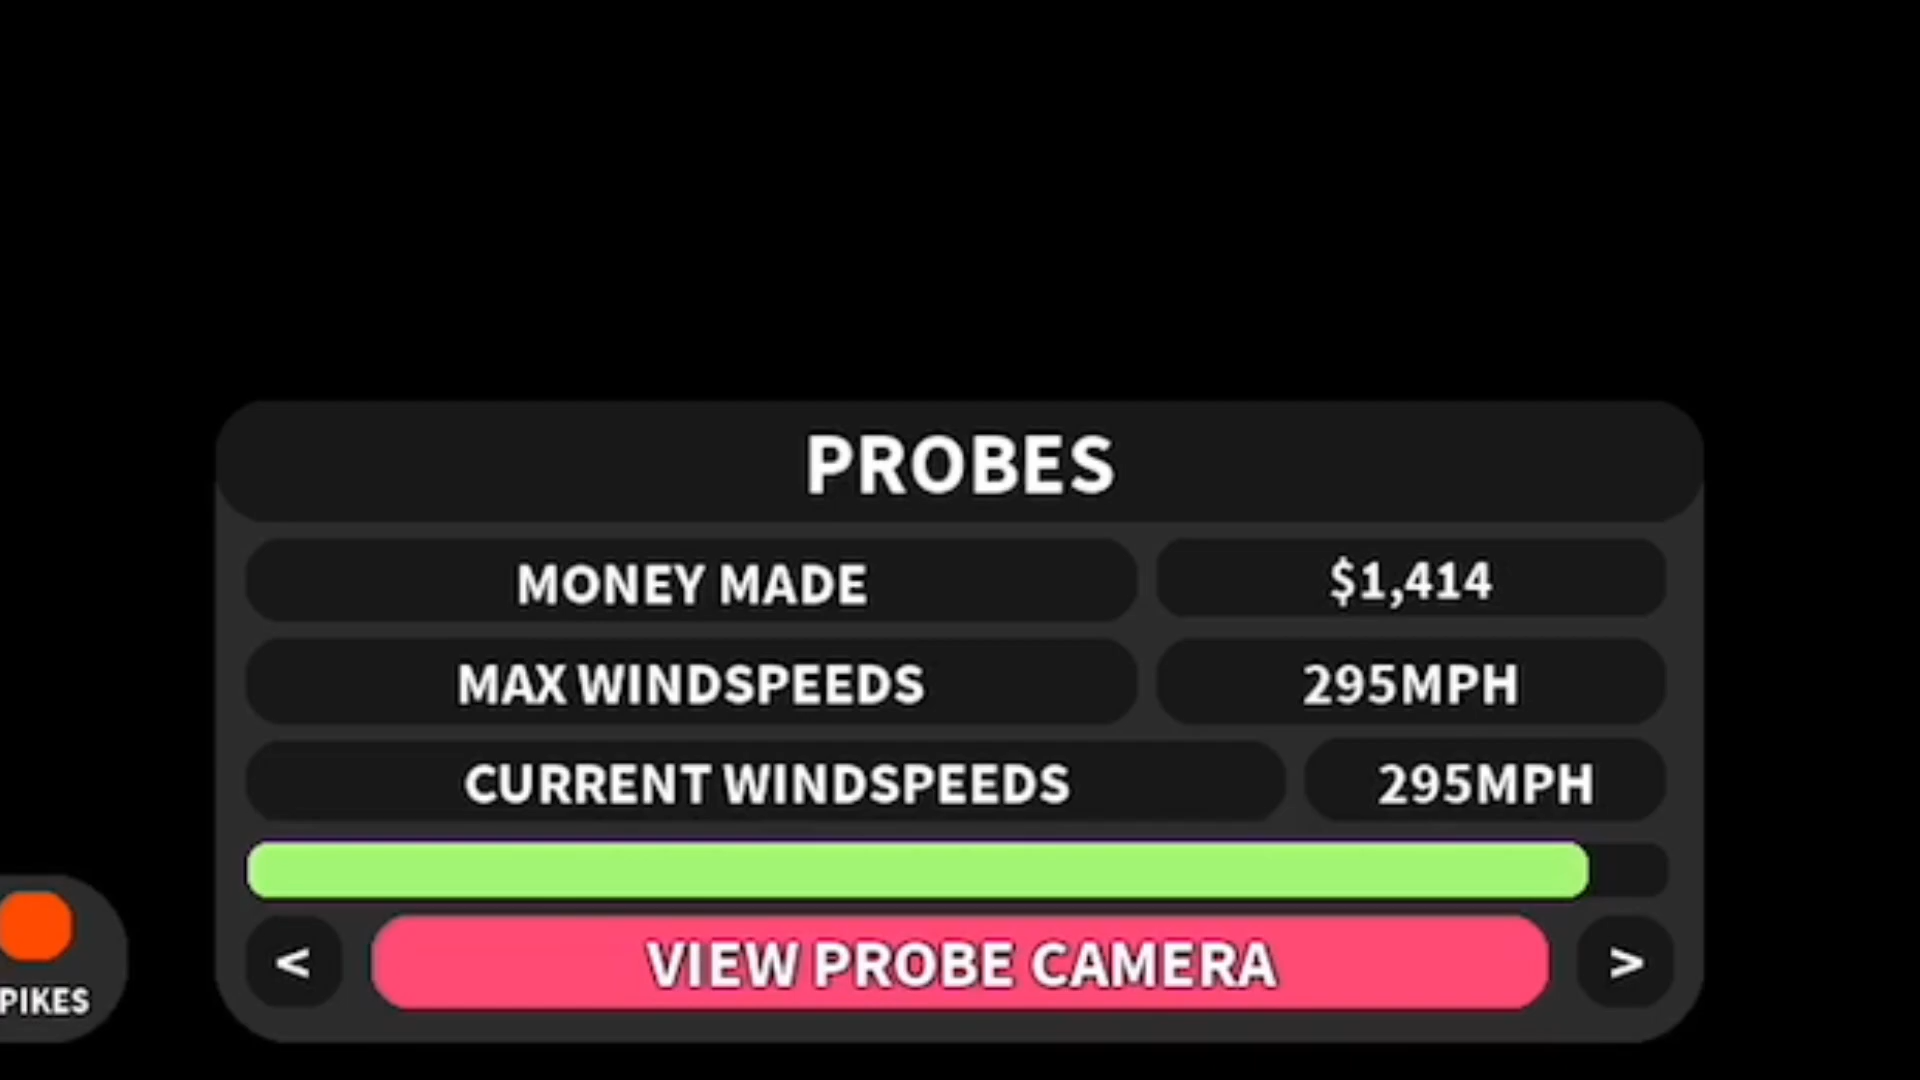 PROBES
MONEY MADE $1,414
MAX WINDSPEEDS 295MPH
CURRENT WINDSPEEDS 295MPH
< VIEW PROBE CAMERA >
PIKES